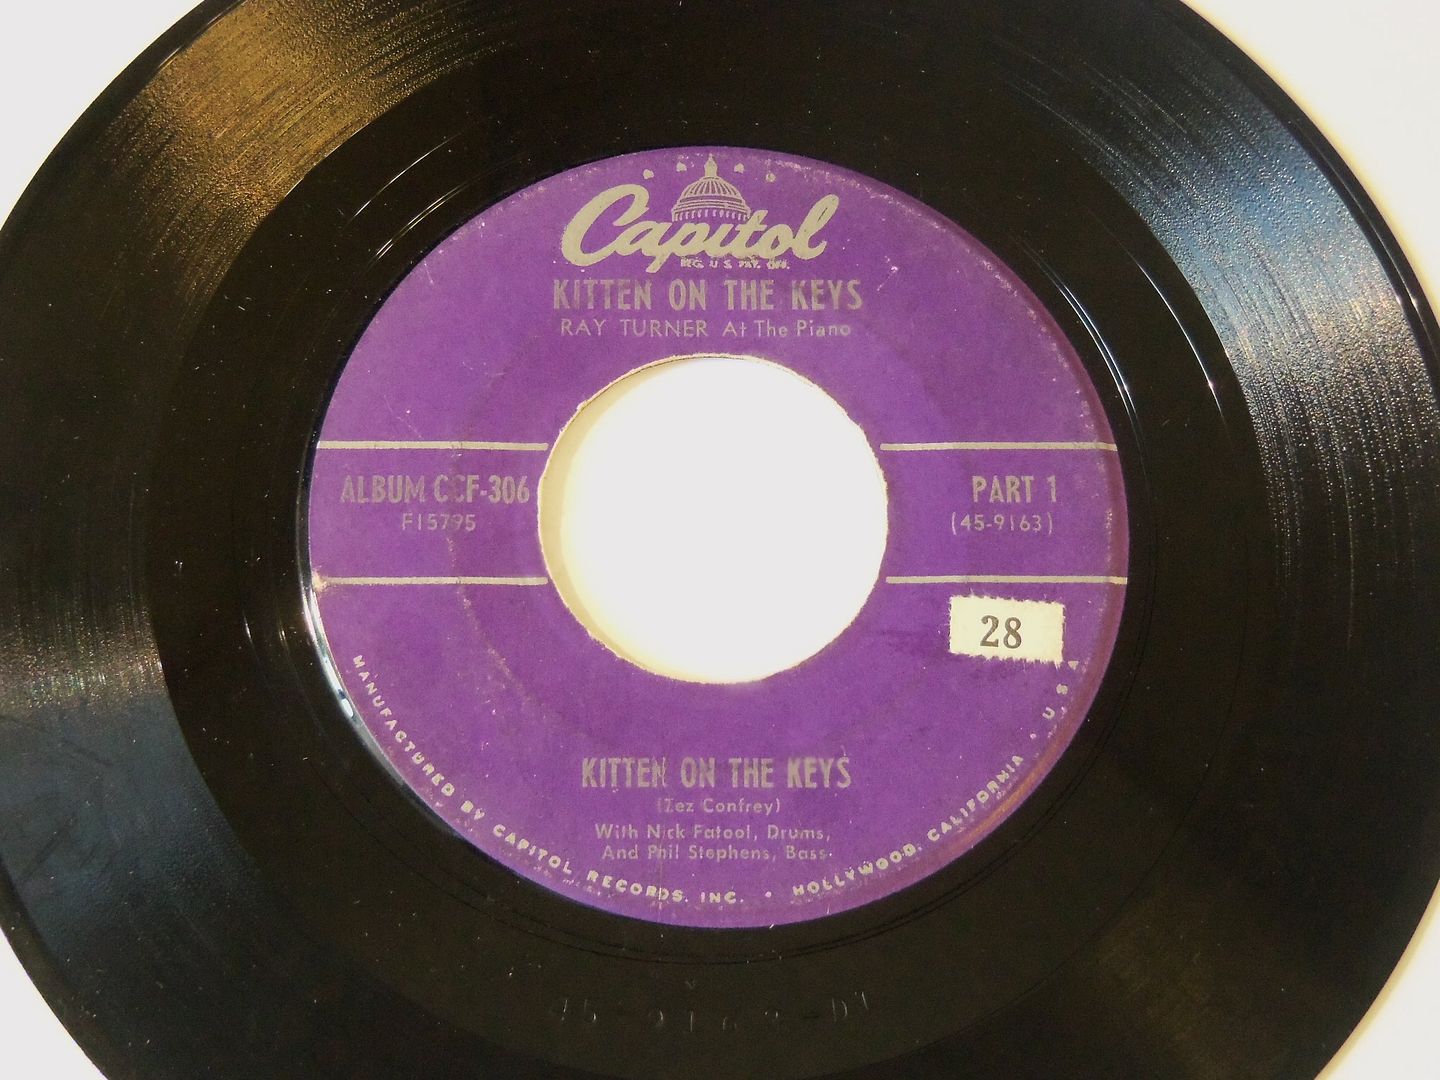 Capitol
REG. U.S. PAT. OFF.
KITTEN ON THE KEYS
RAY TURNER At The Piano
ALBUM CCF-306
F15795
PART 1
(45-9163)
28
KITTEN ON THE KEYS
(Zez Confrey)
With Nick Fatool, Drums,
And Phil Stephens, Bass
MANUFACTURED BY CAPITOL RECORDS, INC. • HOLLYWOOD, CALIFORNIA • U.S.A